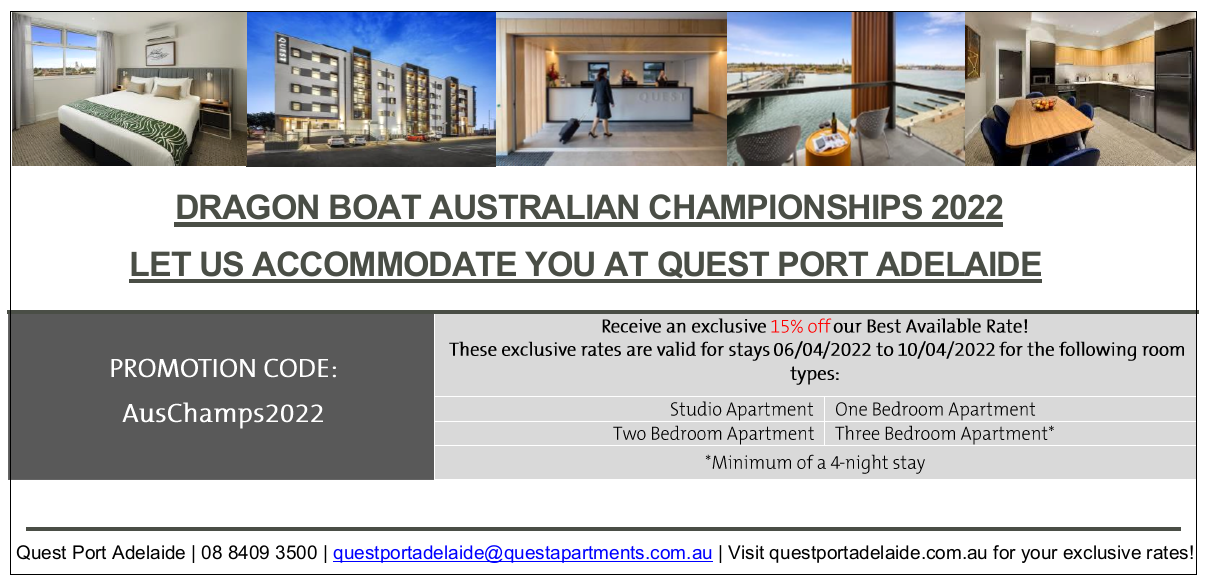 QUEST
QUEST
DRAGON BOAT AUSTRALIAN CHAMPIONSHIPS 2022
LET US ACCOMMODATE YOU AT QUEST PORT ADELAIDE
PROMOTION CODE:
AusChamps2022
Receive an exclusive 15% off our Best Available Rate!
These exclusive rates are valid for stays 06/04/2022 to 10/04/2022 for the following room
types:
Studio Apartment One Bedroom Apartment
Two Bedroom Apartment Three Bedroom Apartment*
*Minimum of a 4-night stay
Quest Port Adelaide | 08 8409 3500 | questportadelaide@questapartments.com.au | Visit questportadelaide.com.au for your exclusive rates!